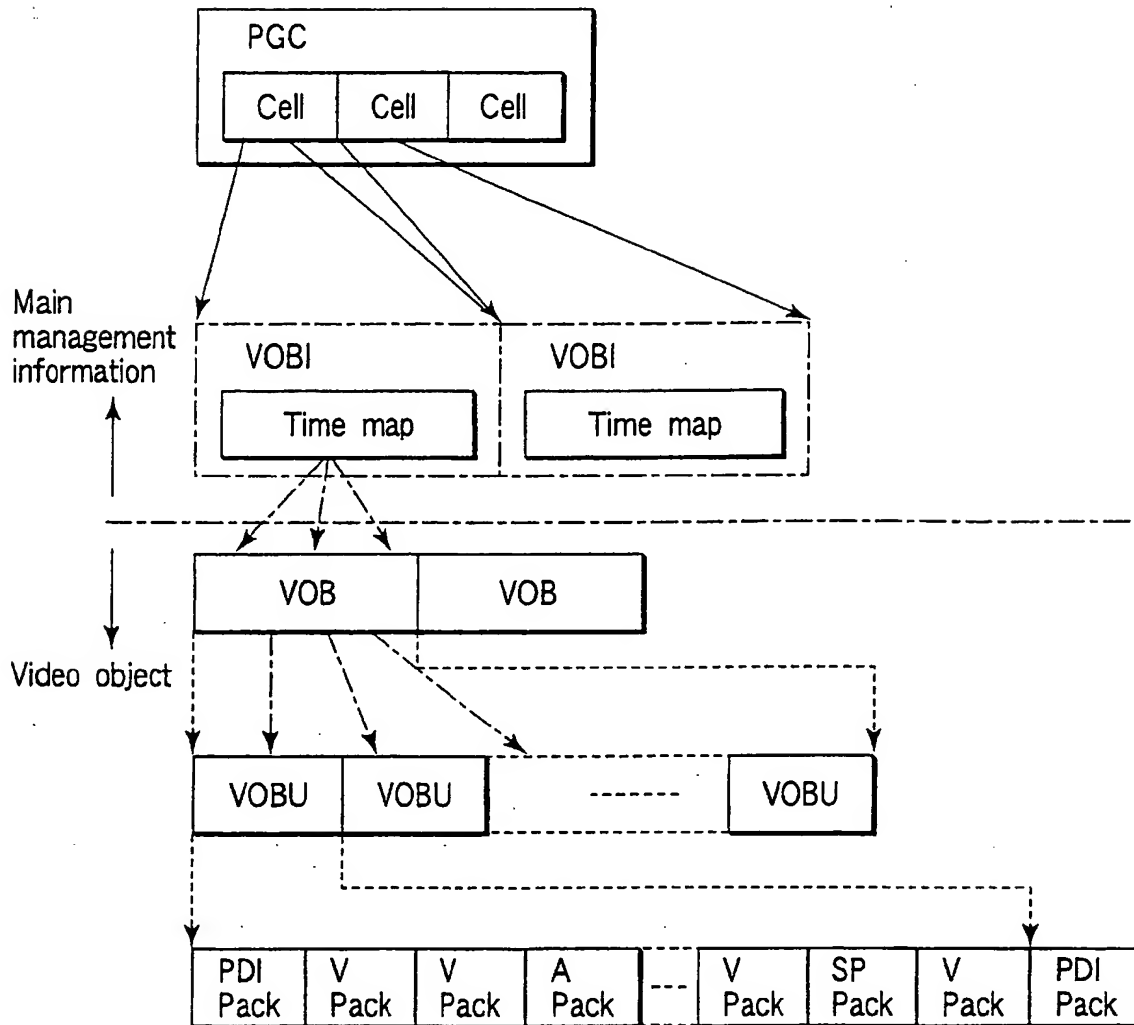 PGC
Cell Cell Cell
Main
management
information
VOBI VOBI
Time map Time map
VOB VOB
Video object
VOBU VOBU VOBU
PDI V V A V SP V PDI
Pack Pack Pack Pack Pack Pack Pack Pack